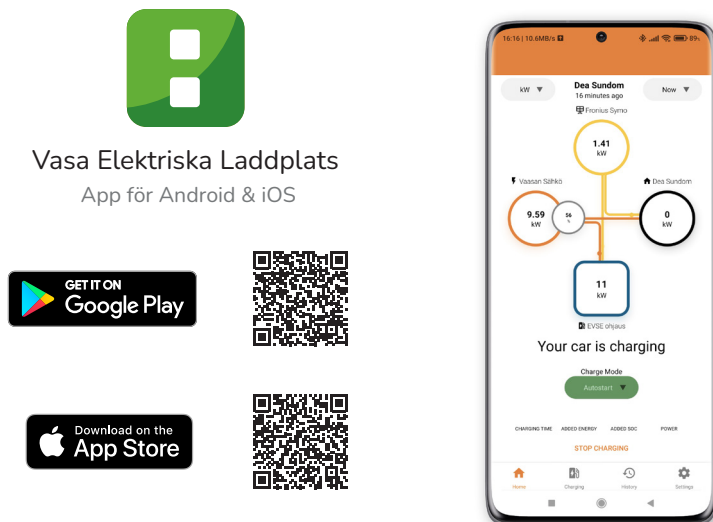 Vasa Elektriska Laddplats
App för Android & iOS
GET IT ON
Google Play
Download on the
App Store
16:16 | 10.6MB/s
89%
kW ▼
Dea Sundom
16 minutes ago
Now ▼
Fronius Symo
1.41
kW
Vaasan Sähkö
Dea Sundom
9.59
kW
56
%
0
kW
11
kW
EVSE ohjaus
Your car is charging
Charge Mode
Autostart ▼
CHARGING TIME ADDED ENERGY ADDED SOC POWER
STOP CHARGING
Home Charging History Settings